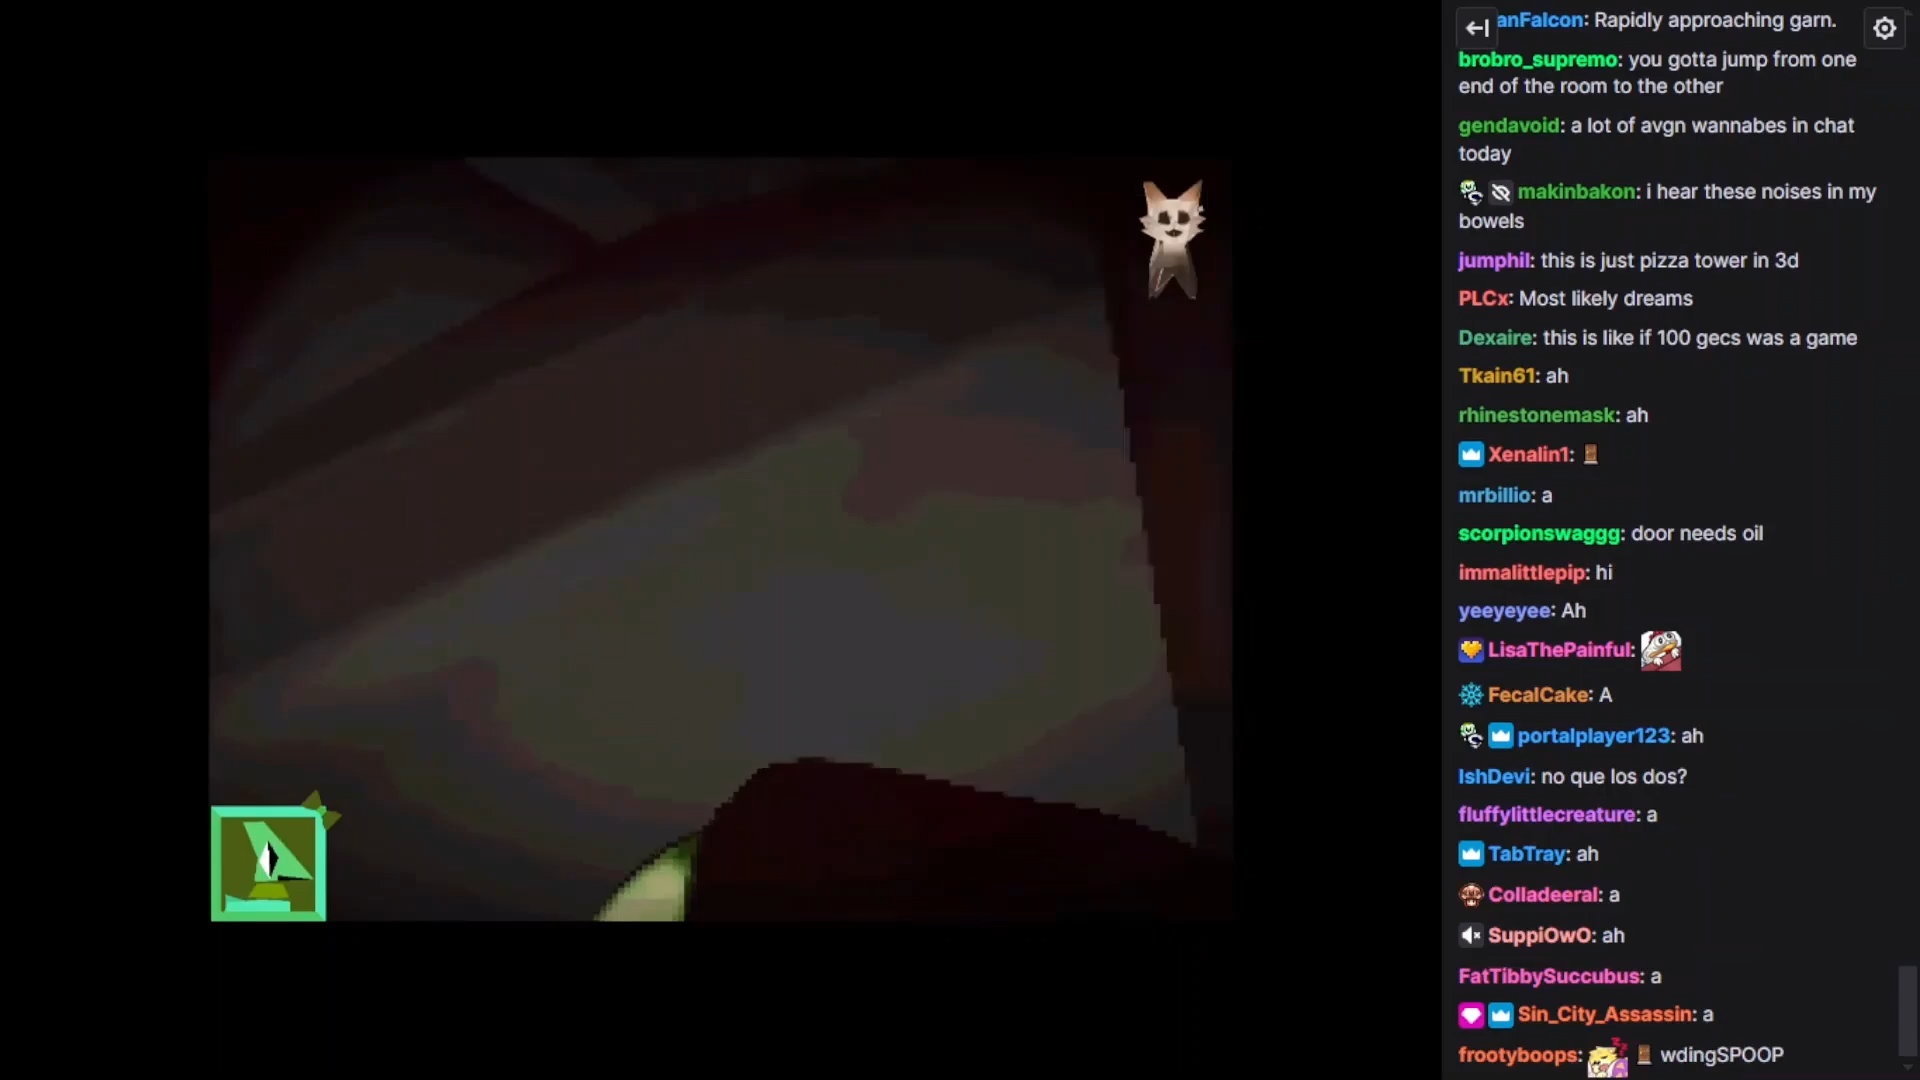 anFalcon: Rapidly approaching garn.
brobro_supremo: you gotta jump from one
end of the room to the other
gendavoid: a lot of avgn wannabes in chat
today
makinbakon: i hear these noises in my
bowels
jumphil: this is just pizza tower in 3d
PLCx: Most likely dreams
Dexaire: this is like if 100 gecs was a game
Tkain61: ah
rhinestonemask: ah
Xenalin1:
mrbillio: a
scorpionswaggg: door needs oil
immalittlepip: hi
yeeyeyee: Ah
LisaThePainful:
FecalCake: A
portalplayer123: ah
IshDevi: no que los dos?
fluffylittlecreature: a
TabTray: ah
Colladeeral: a
SuppiOwO: ah
FatTibbySuccubus: a
Sin_City_Assassin: a
frootyboops: wdingSPOOP